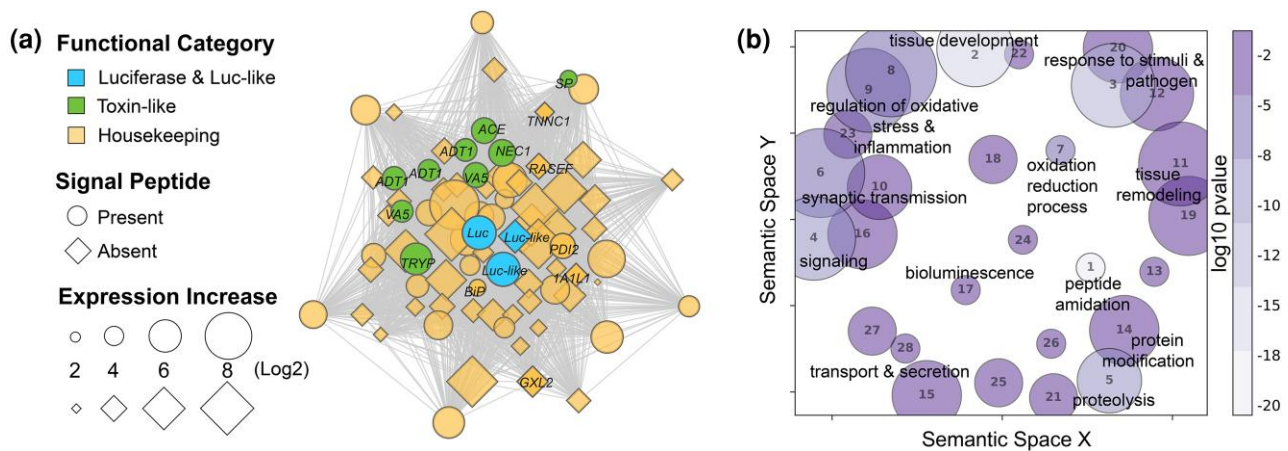 (a)
Functional Category
Luciferase & Luc-like
Toxin-like
Housekeeping
Signal Peptide
Present
Absent
Expression Increase
2 4 6 8 (Log2)
SP
TNNC1
ACE
ADT1
NEC1
ADT1
RASEF
ADT1
VA5
VA5
Luc
Luc-like
PDI2
TRYP
Luc-like
1A1L1
BiP
GXL2
(b)
Semantic Space Y
tissue development
2
22
20
8
response to stimuli &
pathogen
3
12
9
regulation of oxidative
stress &
inflammation
23
7
18
11
6
oxidation
reduction
process
tissue
remodeling
10
synaptic transmission
19
16
4
24
signaling
bioluminescence
1
13
17
peptide
amidation
27
14
28
26
protein
modification
transport & secretion
5
25
15
21
proteolysis
Semantic Space X
log10 pvalue
-2
-5
-8
-10
-12
-15
-18
-20